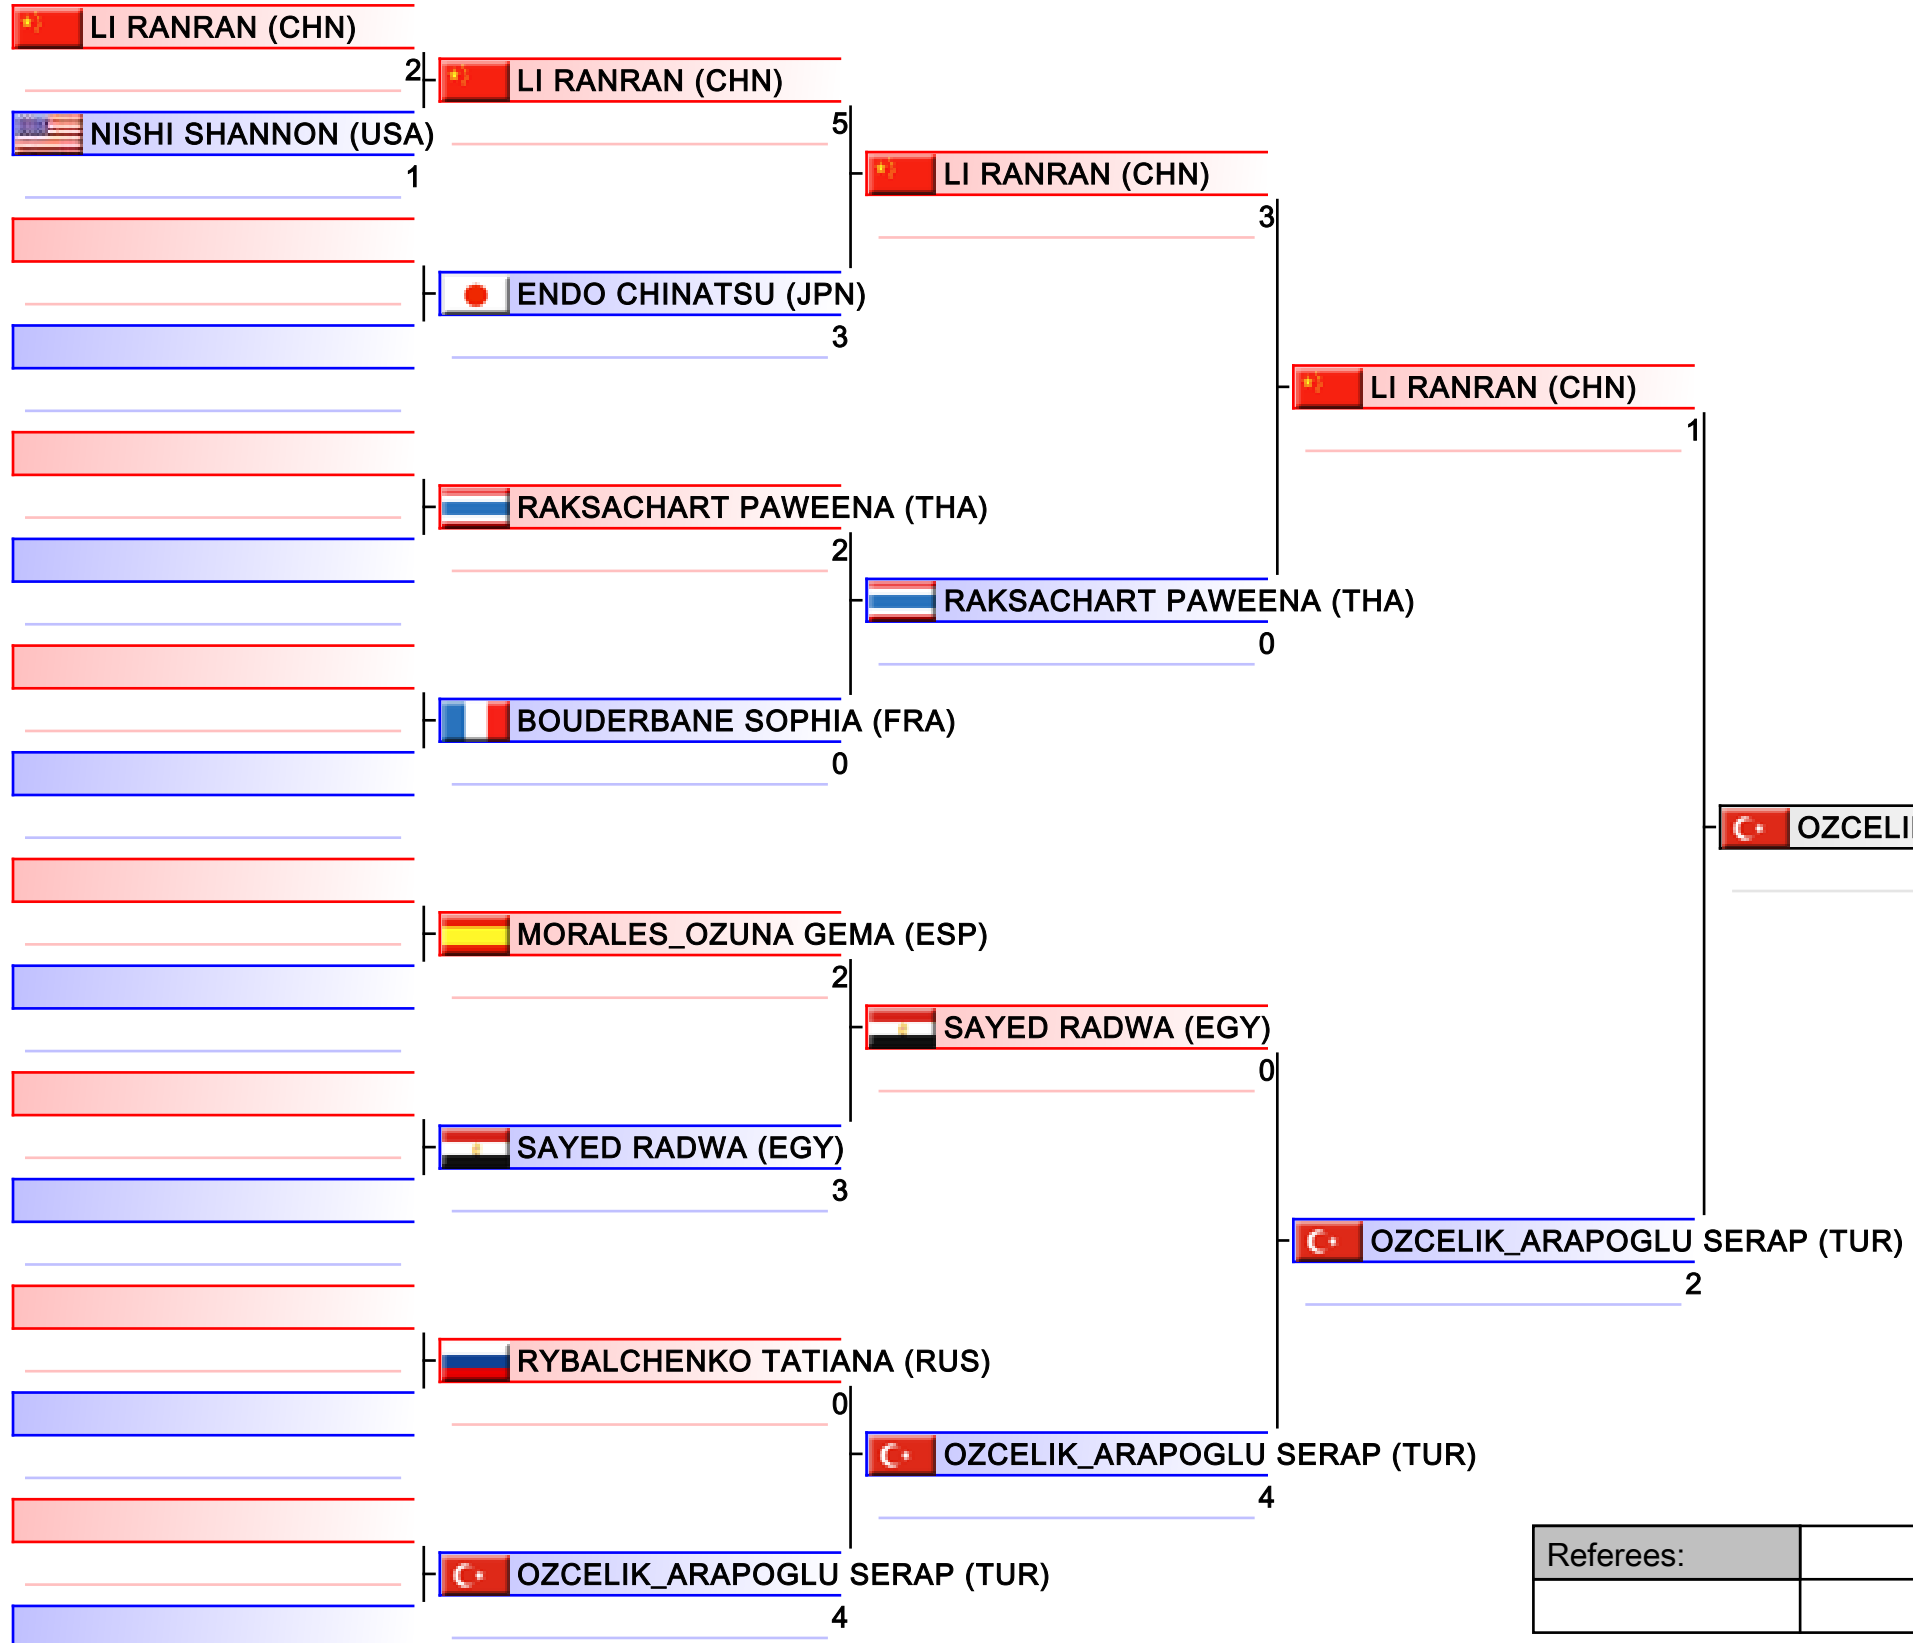 LI RANRAN (CHN)
2
NISHI SHANNON (USA)
1
LI RANRAN (CHN)
5
ENDO CHINATSU (JPN)
3
RAKSACHART PAWEENA (THA)
2
BOUDERBANE SOPHIA (FRA)
0
MORALES_OZUNA GEMA (ESP)
2
SAYED RADWA (EGY)
3
RYBALCHENKO TATIANA (RUS)
0
OZCELIK_ARAPOGLU SERAP (TUR)
4
LI RANRAN (CHN)
3
RAKSACHART PAWEENA (THA)
0
SAYED RADWA (EGY)
0
OZCELIK_ARAPOGLU SERAP (TUR)
4
LI RANRAN (CHN)
1
OZCELIK_ARAPOGLU SERAP (TUR)
2
Referees: